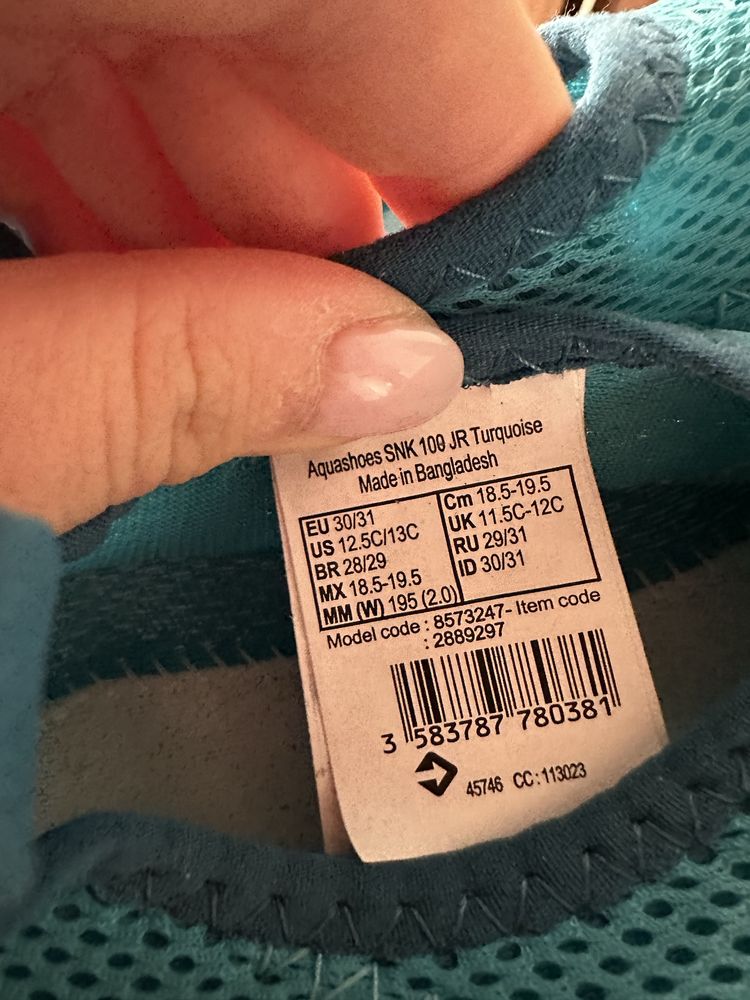 Aquashoes SNK 100 JR Turquoise
Made in Bangladesh
EU 30/31
US 12.5C/13C
BR 28/29
MX 18.5-19.5
MM (W) 195 (2.0)
Cm 18.5-19.5
UK 11.5C-12C
RU 29/31
ID 30/31
Model code : 8573247- Item code
: 2889297
3 583787 780381
45746 CC : 113023